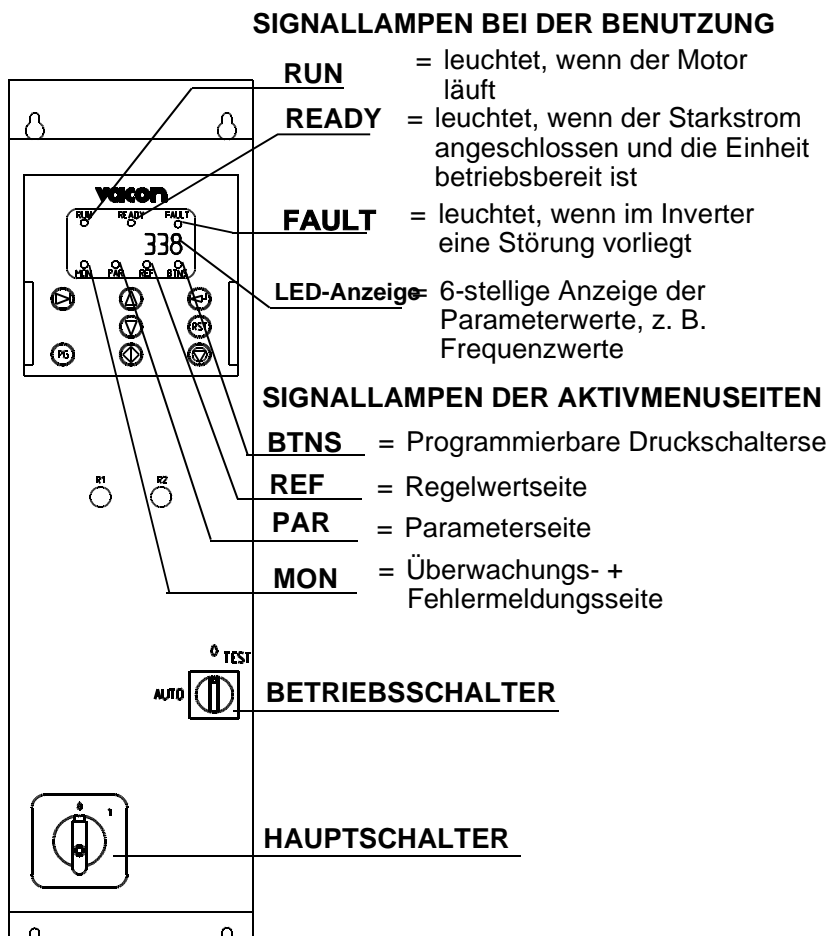 SIGNALLAMPEN BEI DER BENUTZUNG
RUN = leuchtet, wenn der Motor
läuft
READY = leuchtet, wenn der Starkstrom
angeschlossen und die Einheit
betriebsbereit ist
FAULT = leuchtet, wenn im Inverter
eine Störung vorliegt
LED-Anzeige = 6-stellige Anzeige der
Parameterwerte, z. B.
Frequenzwerte
SIGNALLAMPEN DER AKTIVMENUSEITEN
BTNS = Programmierbare Druckschalterse
REF = Regelwertseite
PAR = Parameterseite
MON = Überwachungs- +
Fehlermeldungsseite
BETRIEBSSCHALTER
HAUPTSCHALTER
vacon
RUN READY FAULT
338
MON PAR REF BTNS
RST
PG
R1 R2
0 TEST
AUTO
0 1